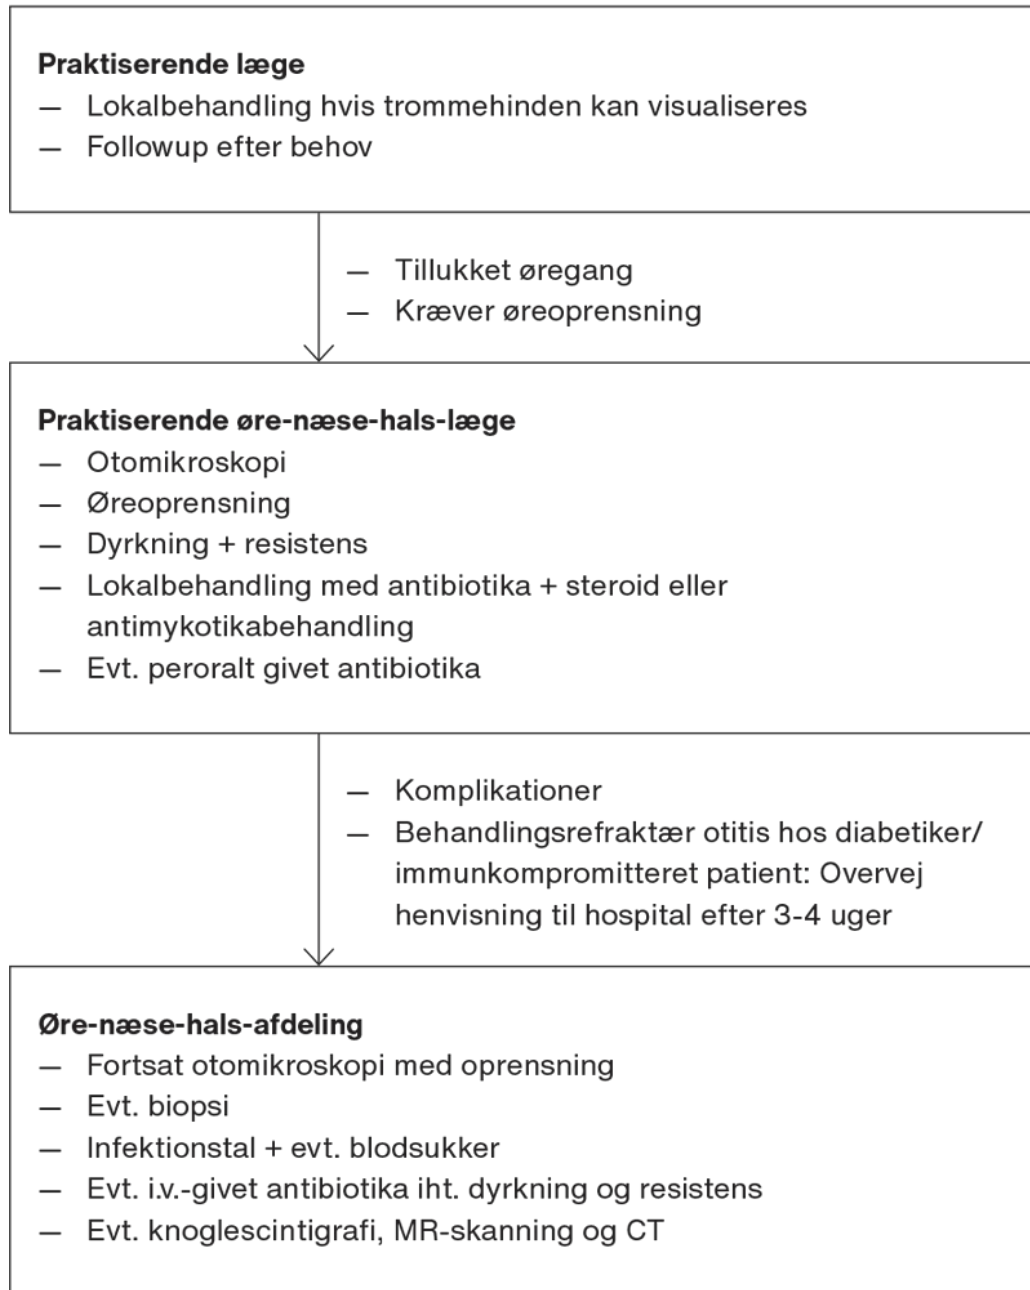 Praktiserende læge
— Lokalbehandling hvis trommehinden kan visualiseres
— Followup efter behov
— Tillukket øregang
— Kræver øreoprensning
Praktiserende øre-næse-hals-læge
— Otomikroskopi
— Øreoprensning
— Dyrkning + resistens
— Lokalbehandling med antibiotika + steroid eller
antimykotikabehandling
— Evt. peroralt givet antibiotika
— Komplikationer
— Behandlingsrefraktær otitis hos diabetiker/
immunkompromitteret patient: Overvej
henvisning til hospital efter 3-4 uger
Øre-næse-hals-afdeling
— Fortsat otomikroskopi med oprensning
— Evt. biopsi
— Infektionstal + evt. blodsukker
— Evt. i.v.-givet antibiotika iht. dyrkning og resistens
— Evt. knoglescintigrafi, MR-skanning og CT